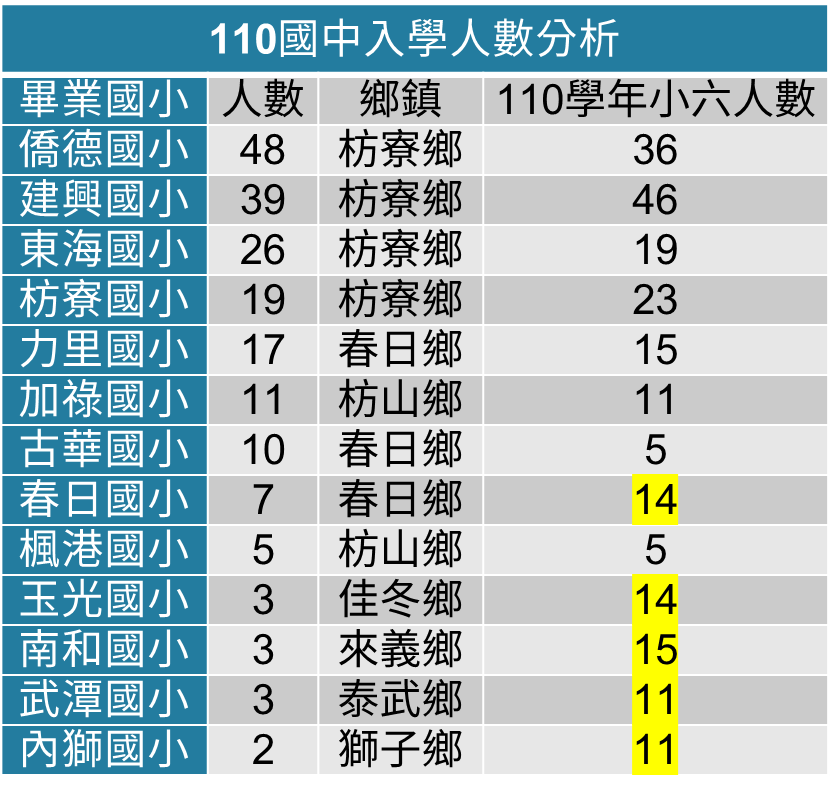 110國中入學人數分析
畢業國小 人數 鄉鎮 110學年小六人數
僑德國小 48 枋寮鄉 36
建興國小 39 枋寮鄉 46
東海國小 26 枋寮鄉 19
枋寮國小 19 枋寮鄉 23
力里國小 17 春日鄉 15
加祿國小 11 枋山鄉 11
古華國小 10 春日鄉 5
春日國小 7 春日鄉 14
楓港國小 5 枋山鄉 5
玉光國小 3 佳冬鄉 14
南和國小 3 來義鄉 15
武潭國小 3 泰武鄉 11
內獅國小 2 獅子鄉 11